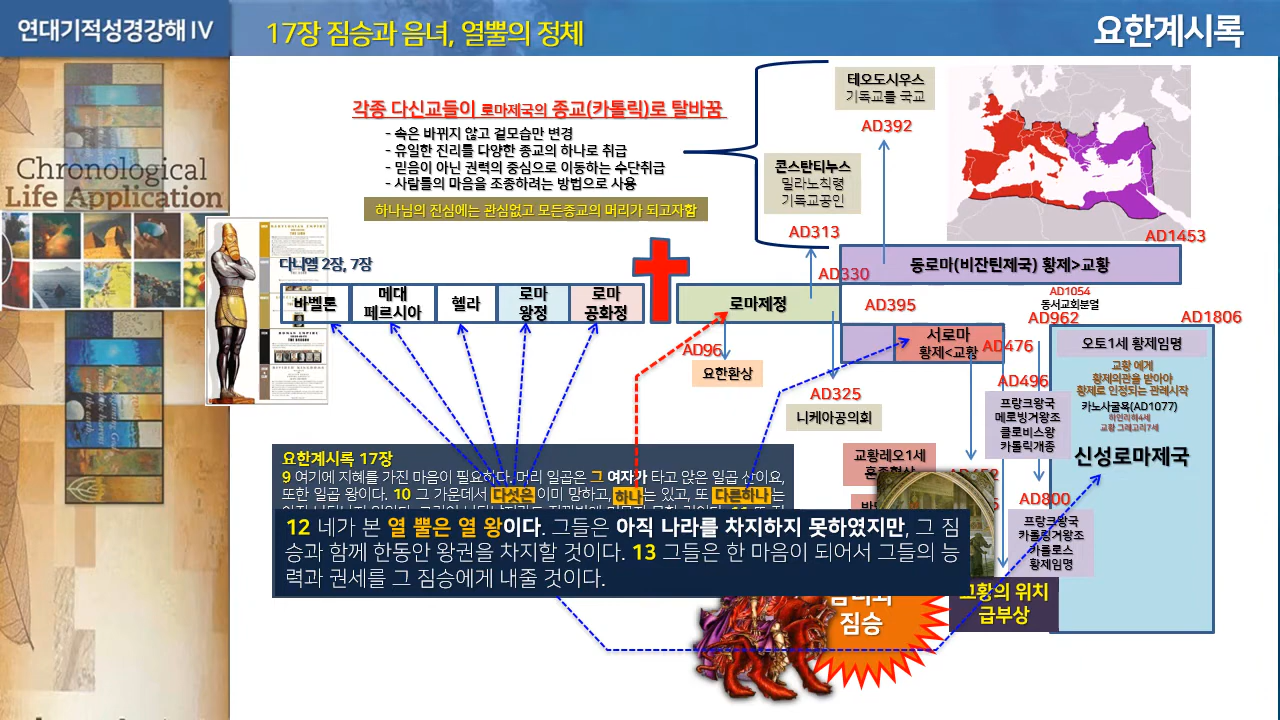 연대기적성경강해 IV
17장 짐승과 음녀, 열뿔의 정체
요한계시록
Chronological
Life Application
각종 다신교들이 로마제국의 종교(카톨릭)로 탈바꿈
- 속은 바뀌지 않고 겉모습만 변경
- 유일한 진리를 다양한 종교의 하나로 취급
- 믿음이 아닌 권력의 중심으로 이동하는 수단취급
- 사람들의 마음을 조종하려는 방법으로 사용
하나님의 진심에는 관심없고 모든종교의 머리가 되고자함
테오도시우스
기독교를 국교
AD392
콘스탄티누스
밀라노칙령
기독교공인
AD313
AD1453
다니엘 2장, 7장
동로마(비잔틴제국) 황제>교황
AD330
바벨론
메대
페르시아
헬라
로마
왕정
로마
공화정
로마제정
AD395
AD1054
동서교회분열
AD962
AD1806
서로마
황제<교황
AD476
오토1세 황제임명
교황 에게
황제의관을 받아야
황제로 인정되는 관례시작
카노사굴욕(AD1077)
하인리히4세
교황 그레고리7세
신성로마제국
AD96
요한환상
AD325
니케아공의회
AD496
프랑크왕국
메로빙거왕조
클로비스왕
카톨릭개종
교황레오1세
AD800
프랑크왕국
카롤링거왕조
카롤로스
황제임명
요한계시록 17장
9 여기에 지혜를 가진 마음이 필요하다. 머리 일곱은 그 여자가 타고 앉은 일곱 산이요,
또한 일곱 왕이다. 10 그 가운데서 다섯은 이미 망하고, 하나는 있고, 또 다른하나는
12 네가 본 열 뿔은 열 왕이다. 그들은 아직 나라를 차지하지 못하였지만, 그 짐
승과 함께 한동안 왕권을 차지할 것이다. 13 그들은 한 마음이 되어서 그들의 능
력과 권세를 그 짐승에게 내줄 것이다.
짐승
교황의 위치
급부상